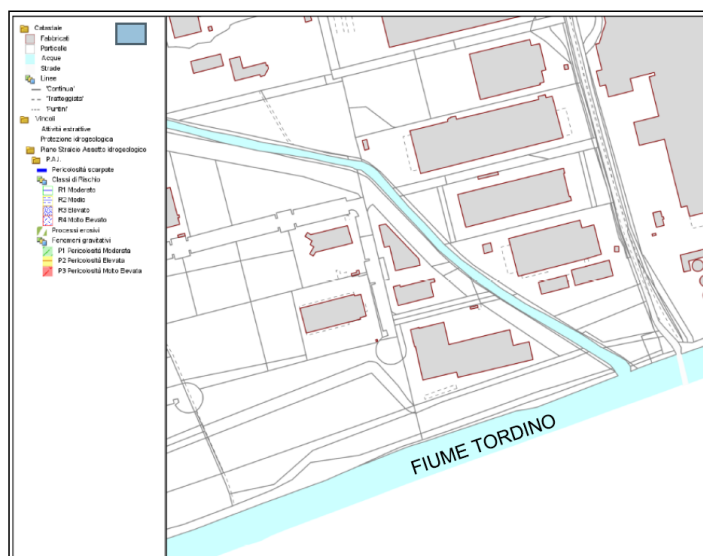 Catastale
Fabbricati
Particelle
Acque
Strade
Linee
'Continua'
'Tratteggiato'
'Puntini'
Vincoli
Attività estrattive
Protezione idrogeologica
Piano Stralcio Assetto Idrogeologico
P.A.I.
Pericolosità scarpate
Classi di Rischio
R1 Moderato
R2 Medio
R3 Elevato
R4 Molto Elevato
Processi erosivi
Fenomeni gravitativi
P1 Pericolosità Moderata
P2 Pericolosità Elevata
P3 Pericolosità Molto Elevata
FIUME TORDINO